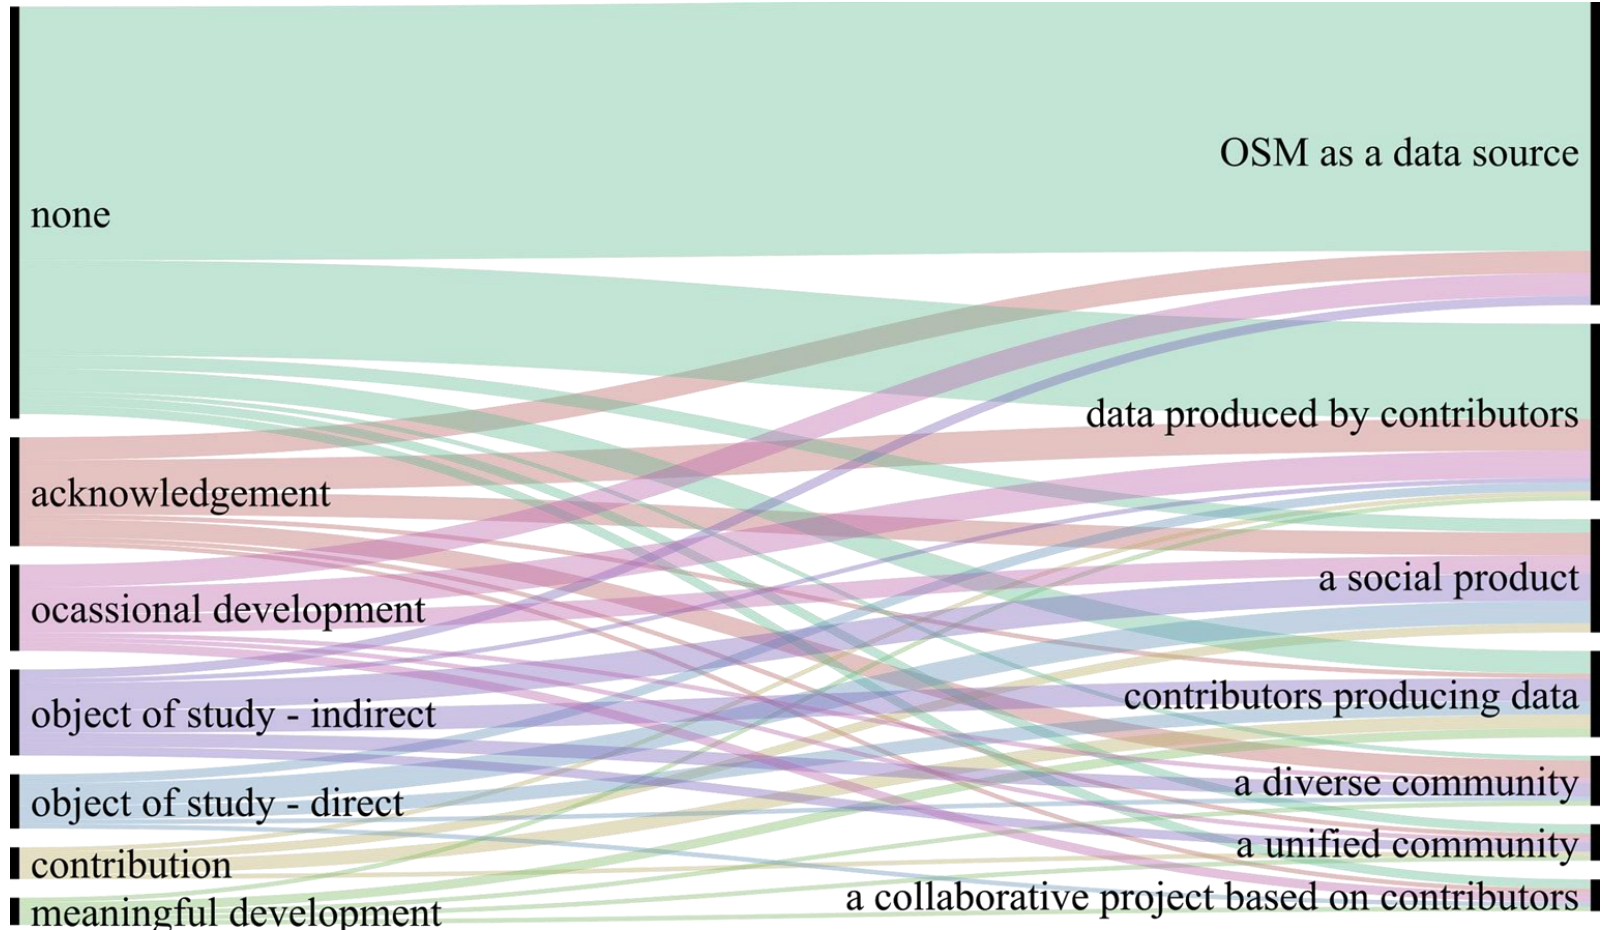 none
acknowledgement
ocassional development
object of study - indirect
object of study - direct
contribution
meaningful development
OSM as a data source
data produced by contributors
a social product
contributors producing data
a diverse community
a unified community
a collaborative project based on contributors